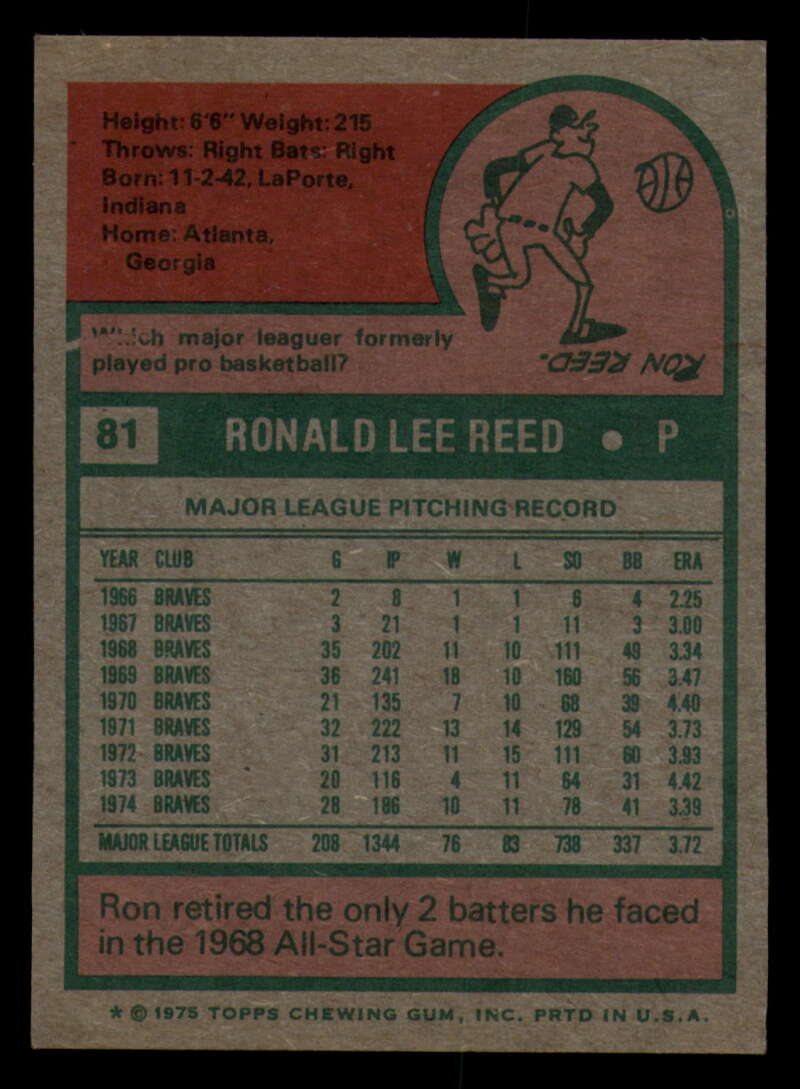 Height: 6'6" Weight: 215
Throws: Right Bats: Right
Born: 11-2-42, LaPorte,
Indiana
Home: Atlanta,
Georgia
Which major leaguer formerly
played pro basketball?
RON REED.
81 RONALD LEE REED • P
MAJOR LEAGUE PITCHING RECORD
YEAR CLUB G IP W L SO BB ERA
1966 BRAVES 2 8 1 1 6 4 2.25
1967 BRAVES 3 21 1 1 11 3 3.00
1968 BRAVES 35 202 11 10 111 49 3.34
1969 BRAVES 36 241 18 10 160 56 3.47
1970 BRAVES 21 135 7 10 68 39 4.40
1971 BRAVES 32 222 13 14 129 54 3.73
1972 BRAVES 31 213 11 15 111 60 3.93
1973 BRAVES 20 116 4 11 64 31 4.42
1974 BRAVES 28 186 10 11 78 41 3.39
MAJOR LEAGUE TOTALS 208 1344 76 83 738 337 3.72
Ron retired the only 2 batters he faced
in the 1968 All-Star Game.
* © 1975 TOPPS CHEWING GUM, INC. PRTD IN U.S.A.